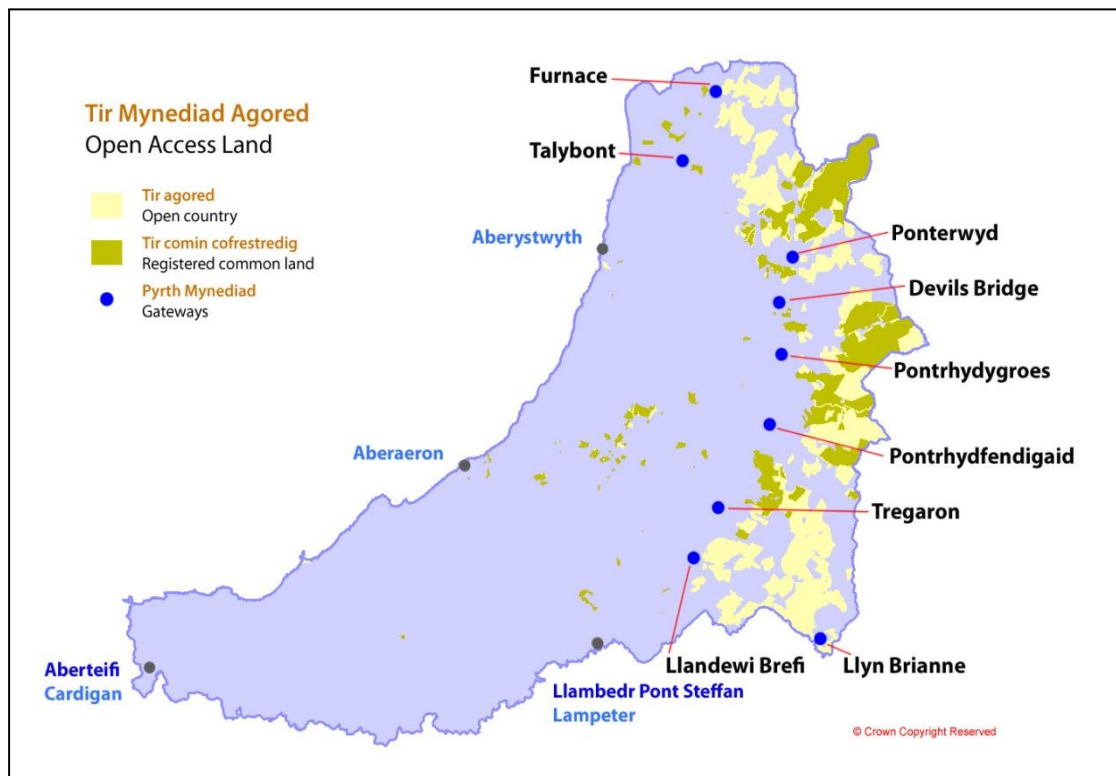 Tir Mynediad Agored
Open Access Land
Tir agored
Open country
Tir comin cofrestredig
Registered common land
Pyrth Mynediad
Gateways
Furnace
Talybont
Aberystwyth
Ponterwyd
Devils Bridge
Pontrhydygroes
Aberaeron
Pontrhydfendigaid
Tregaron
Aberteifi
Cardigan
Llambedr Pont Steffan
Lampeter
Llandewi Brefi
Llyn Brianne
© Crown Copyright Reserved